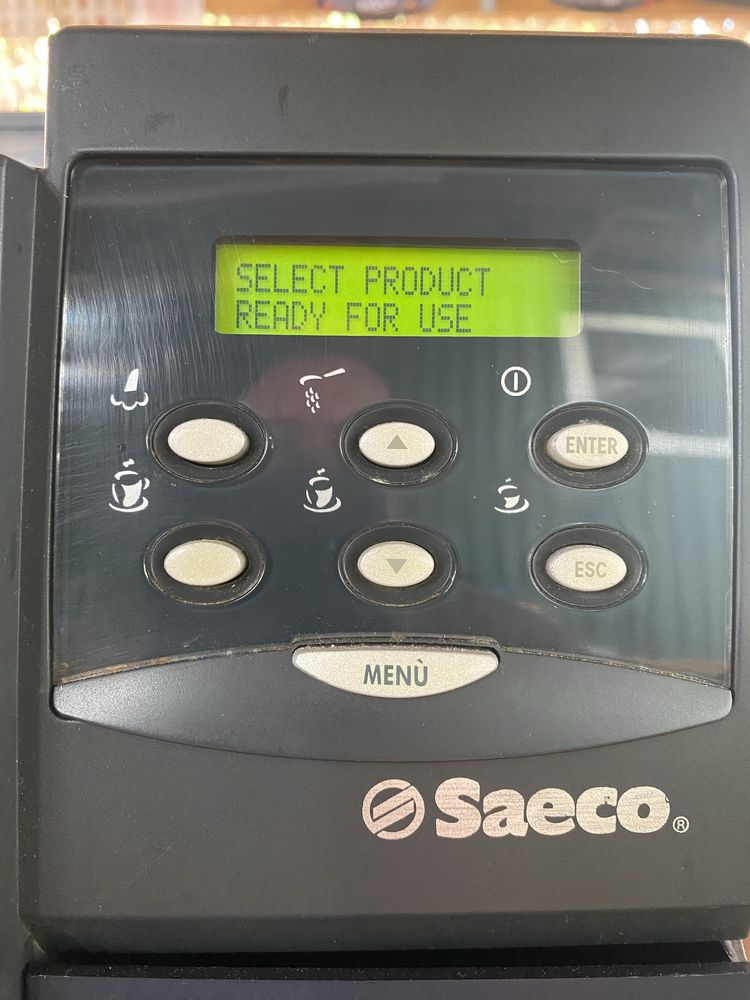 SELECT PRODUCT
READY FOR USE
ENTER
ESC
MENÙ
Saeco®